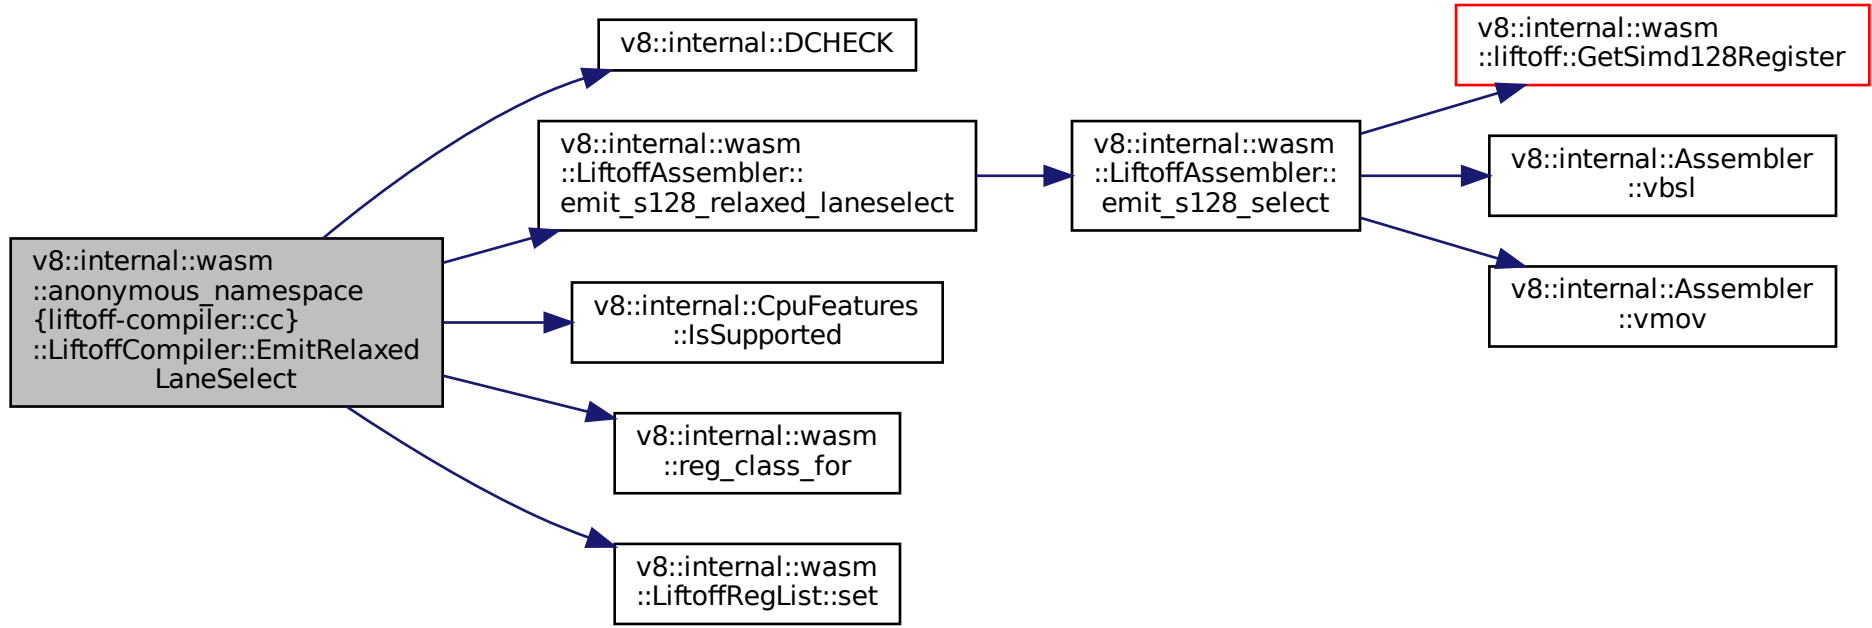 v8::internal::wasm
::anonymous_namespace
{liftoff-compiler::cc}
::LiftoffCompiler::EmitRelaxed
LaneSelect
v8::internal::DCHECK
v8::internal::wasm
::LiftoffAssembler::
emit_s128_relaxed_laneselect
v8::internal::CpuFeatures
::IsSupported
v8::internal::wasm
::reg_class_for
v8::internal::wasm
::LiftoffRegList::set
v8::internal::wasm
::LiftoffAssembler::
emit_s128_select
v8::internal::wasm
::liftoff::GetSimd128Register
v8::internal::Assembler
::vbsl
v8::internal::Assembler
::vmov